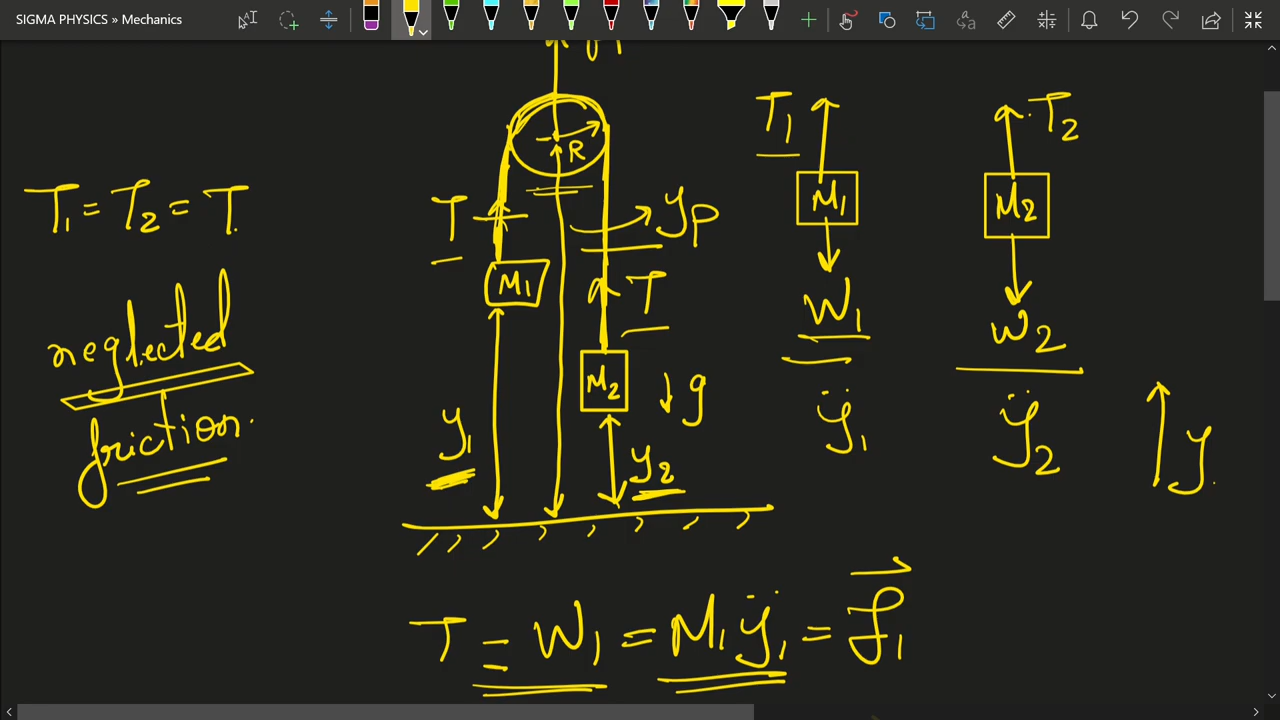 SIGMA PHYSICS » Mechanics
T₁ = T₂ = T.
neglected
friction.
R
T
yp
M₁
T
M₂
g
y₁
y₂
T₁
M₁
W₁
ÿ₁
T₂
M₂
W₂
ÿ₂
y
T = W₁ = M₁ÿ₁ = f⃗₁